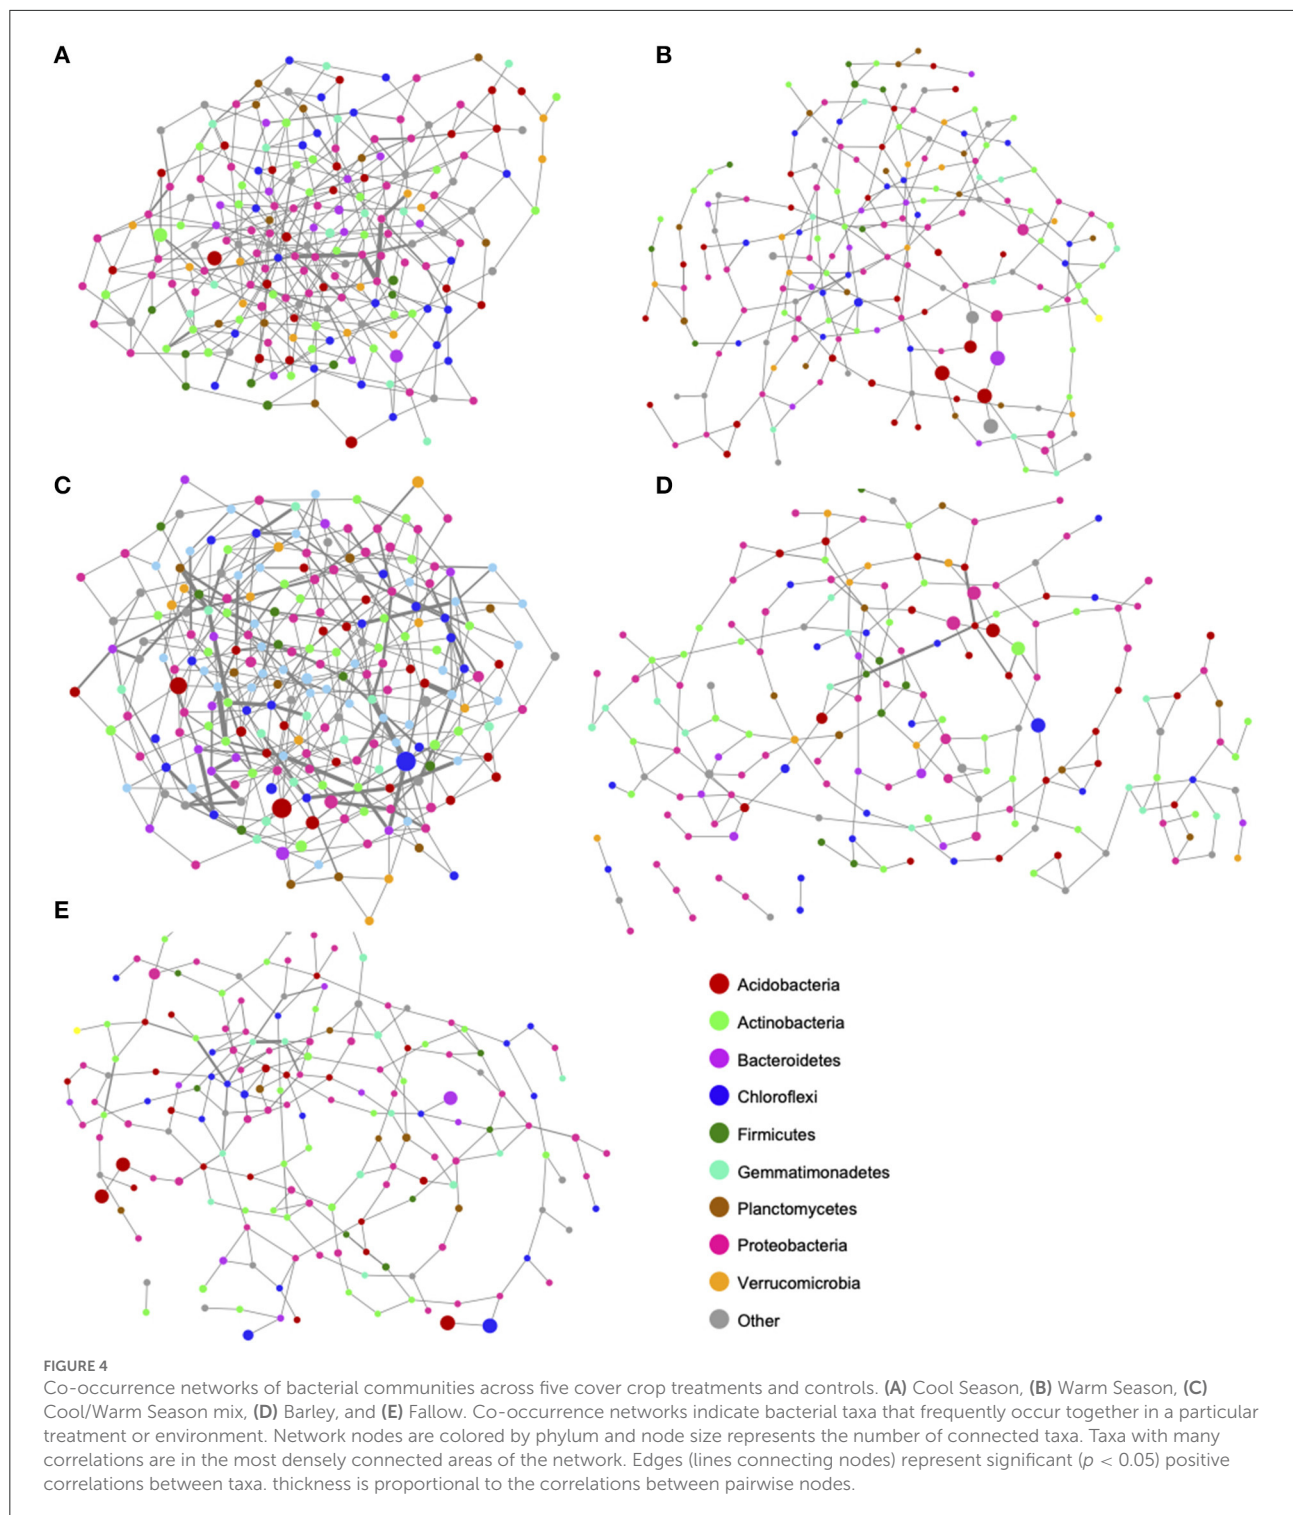 A
B
C
D
E
Acidobacteria
Actinobacteria
Bacteroidetes
Chloroflexi
Firmicutes
Gemmatimonadetes
Planctomycetes
Proteobacteria
Verrucomicrobia
Other
FIGURE 4
Co-occurrence networks of bacterial communities across five cover crop treatments and controls. (A) Cool Season, (B) Warm Season, (C)
Cool/Warm Season mix, (D) Barley, and (E) Fallow. Co-occurrence networks indicate bacterial taxa that frequently occur together in a particular
treatment or environment. Network nodes are colored by phylum and node size represents the number of connected taxa. Taxa with many
correlations are in the most densely connected areas of the network. Edges (lines connecting nodes) represent significant (p < 0.05) positive
correlations between taxa. thickness is proportional to the correlations between pairwise nodes.